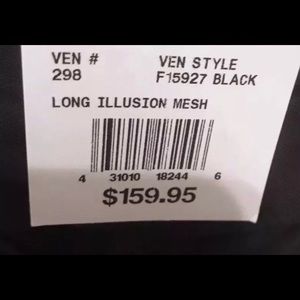 VEN # VEN STYLE
298 F15927 BLACK
LONG ILLUSION MESH
4 31010 18244 6
$159.95